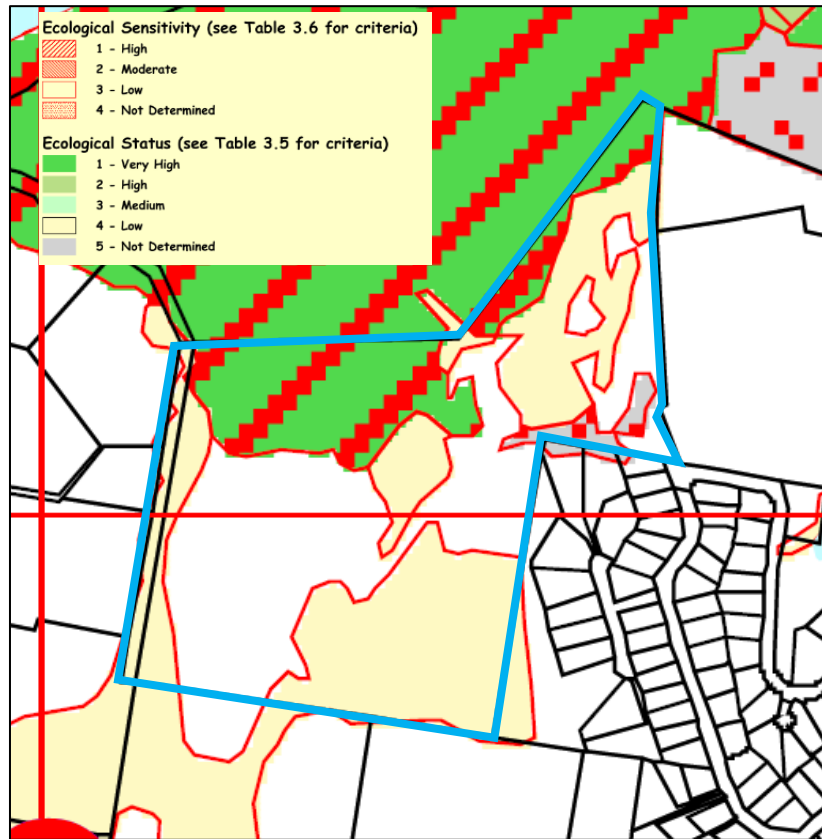 Ecological Sensitivity (see Table 3.6 for criteria)
1 - High
2 - Moderate
3 - Low
4 - Not Determined
Ecological Status (see Table 3.5 for criteria)
1 - Very High
2 - High
3 - Medium
4 - Low
5 - Not Determined